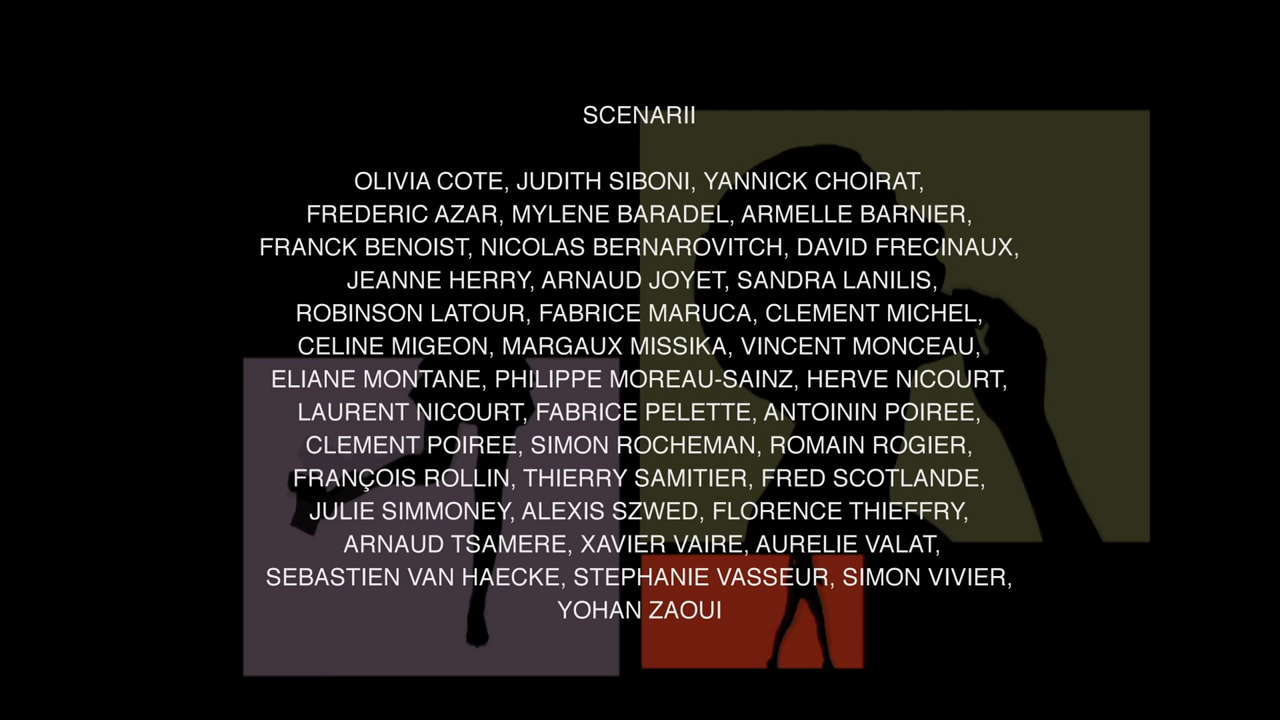 SCENARII
OLIVIA COTE, JUDITH SIBONI, YANNICK CHOIRAT,
FREDERIC AZAR, MYLENE BARADEL, ARMELLE BARNIER,
FRANCK BENOIST, NICOLAS BERNAROVITCH, DAVID FRECINAUX,
JEANNE HERRY, ARNAUD JOYET, SANDRA LANILIS,
ROBINSON LATOUR, FABRICE MARUCA, CLEMENT MICHEL,
CELINE MIGEON, MARGAUX MISSIKA, VINCENT MONCEAU,
ELIANE MONTANE, PHILIPPE MOREAU-SAINZ, HERVE NICOURT,
LAURENT NICOURT, FABRICE PELETTE, ANTOININ POIREE,
CLEMENT POIREE, SIMON ROCHEMAN, ROMAIN ROGIER,
FRANÇOIS ROLLIN, THIERRY SAMITIER, FRED SCOTLANDE,
JULIE SIMMONEY, ALEXIS SZWED, FLORENCE THIEFFRY,
ARNAUD TSAMERE, XAVIER VAIRE, AURELIE VALAT,
SEBASTIEN VAN HAECKE, STEPHANIE VASSEUR, SIMON VIVIER,
YOHAN ZAOUI